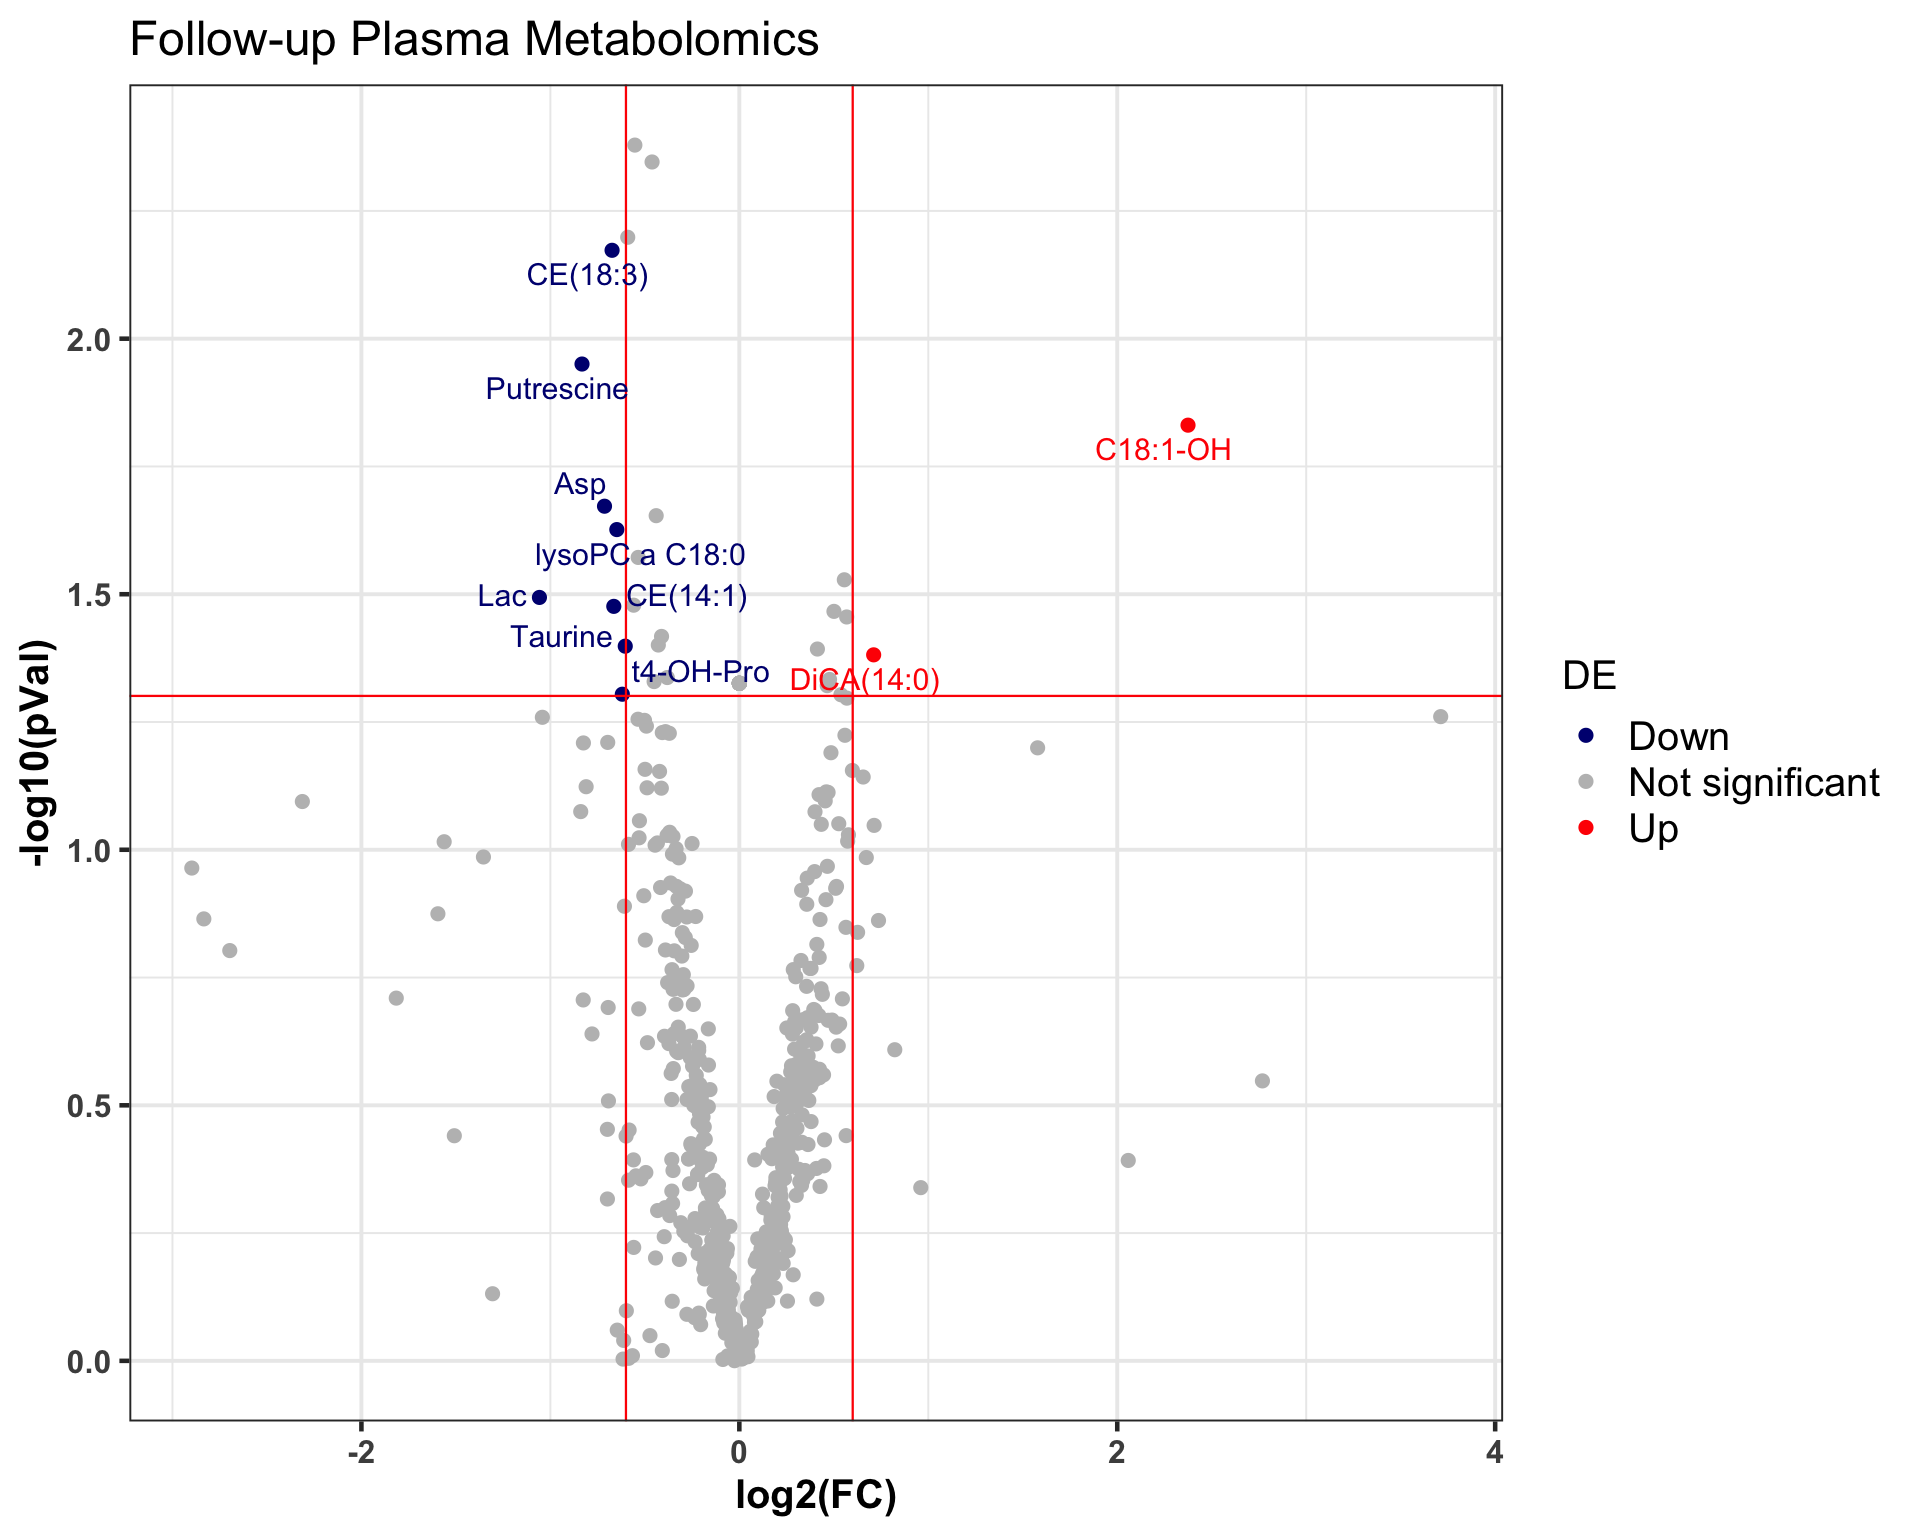 Follow-up Plasma Metabolomics
CE(18:3)
Putrescine
C18:1-OH
Asp
lysoPC a C18:0
Lac
CE(14:1)
Taurine
t4-OH-Pro
DiCA(14:0)
2.0
1.5
1.0
0.5
0.0
-log10(pVal)
-2
0
2
4
log2(FC)
DE
Down
Not significant
Up